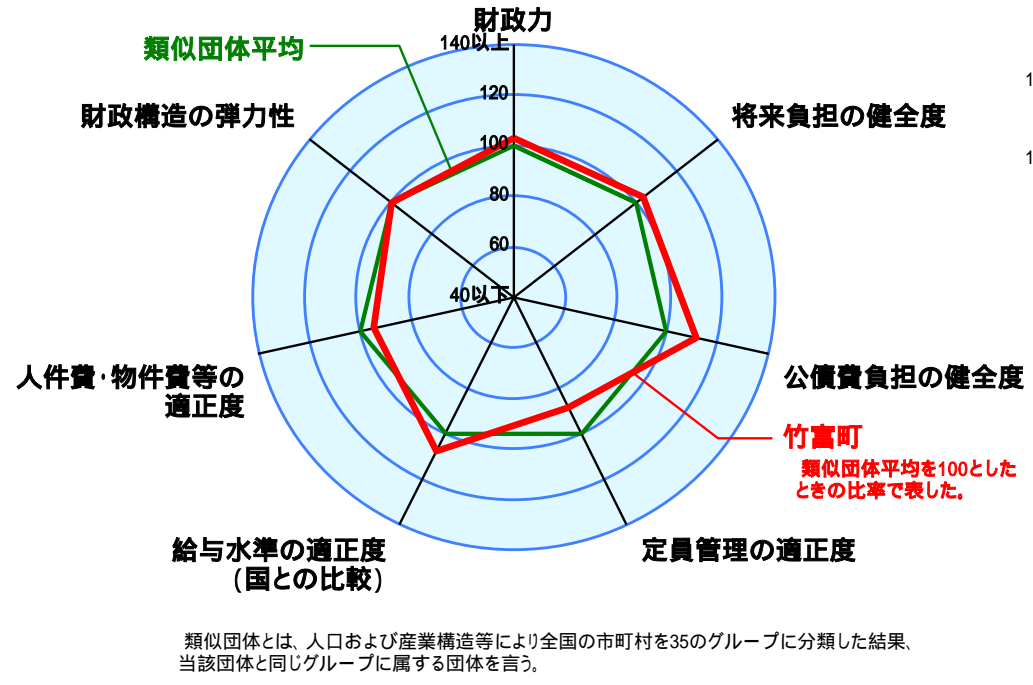 財政力
140以上
類似団体平均
1
120
財政構造の弾力性
将来負担の健全度
100
1
80
60
40以下
人件費・物件費等の
適正度
公債費負担の健全度
竹富町
類似団体平均を100とした
ときの比率で表した。
給与水準の適正度
(国との比較)
定員管理の適正度
類似団体とは、人口および産業構造等により全国の市町村を35のグループに分類した結果、
当該団体と同じグループに属する団体を言う。